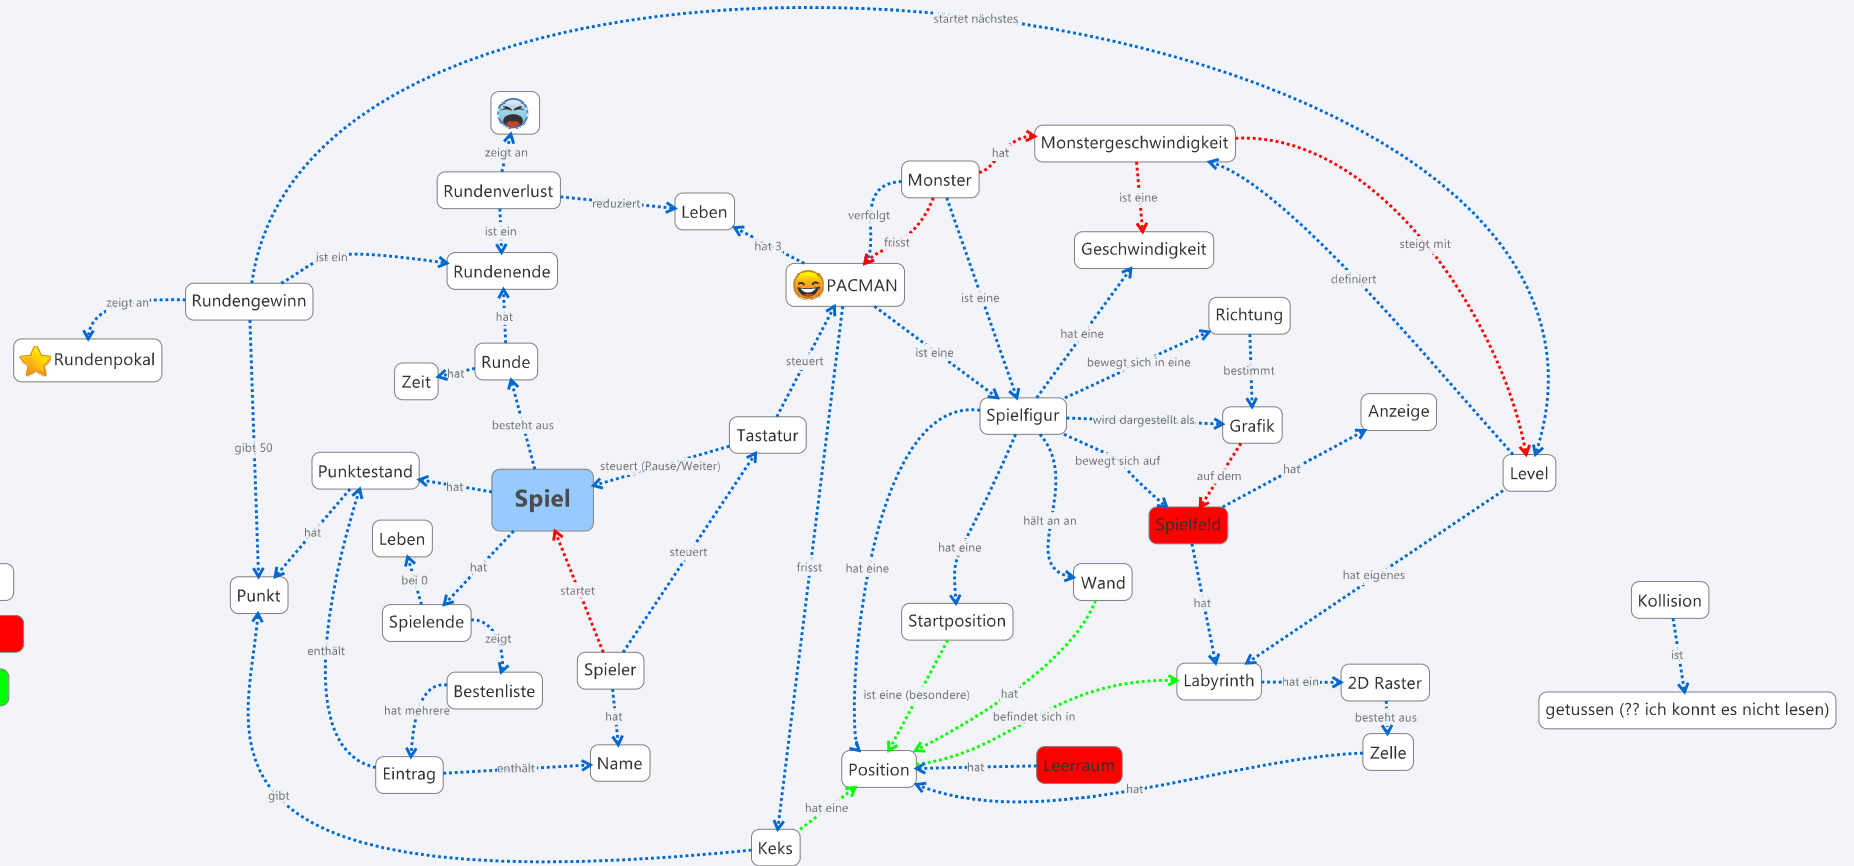 startet nächstes
zeigt an
Rundenverlust
reduziert
Leben
ist ein
hat 3
Rundenende
ist ein
Rundengewinn
zeigt an
Rundenpokal
hat
Runde
hat
Zeit
besteht aus
gibt 50
Monster
hat
Monstergeschwindigkeit
verfolgt
frisst
ist eine
ist eine
Geschwindigkeit
steigt mit
definiert
PACMAN
steuert
ist eine
hat eine
Richtung
bewegt sich in eine
bestimmt
Spielfigur
wird dargestellt als
Grafik
Anzeige
Tastatur
steuert (Pause/Weiter)
bewegt sich auf
auf dem
hat
Level
Punktestand
hat
Spiel
hat
Leben
hat
bei 0
Spielende
zeigt
startet
steuert
frisst
hat eine
hat eine
hält an an
Spielfeld
hat
hat eigenes
Wand
Startposition
Punkt
enthält
Spieler
Bestenliste
hat mehrere
hat
Name
enthält
Eintrag
gibt
ist eine (besondere)
hat
befindet sich in
Labyrinth
hat ein
2D Raster
besteht aus
Zelle
Position
hat
Leerraum
hat
hat eine
Keks
Kollision
ist
getussen (?? ich konnt es nicht lesen)